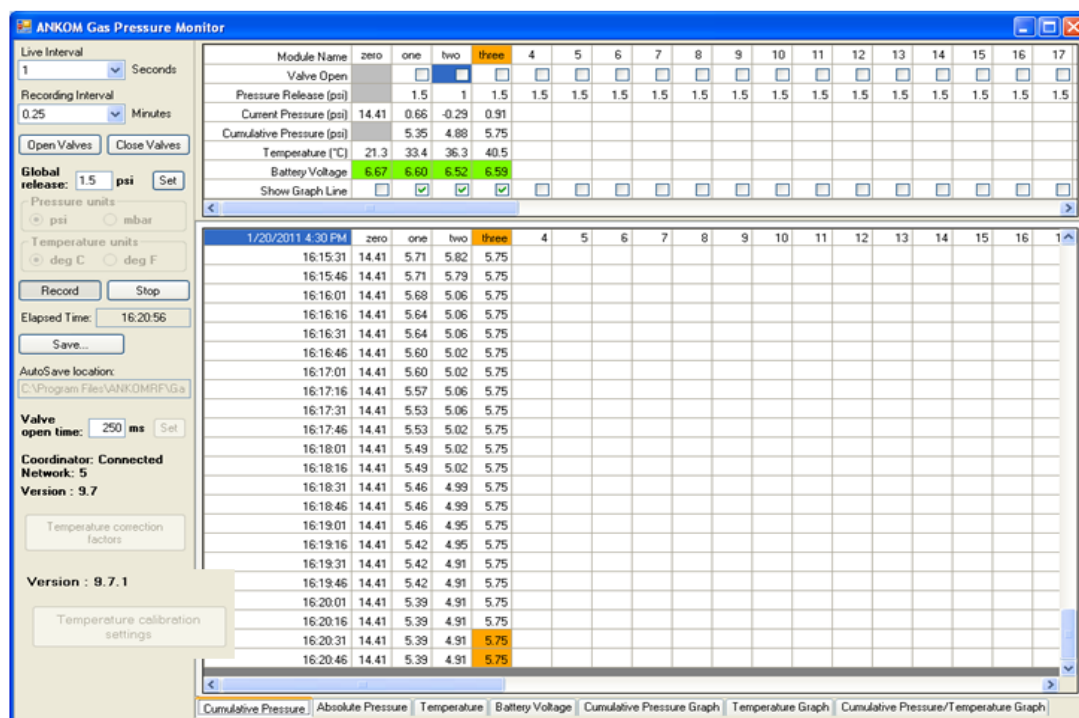 ANKOM Gas Pressure Monitor
Live Interval
1 Seconds
Recording Interval
0.25 Minutes
Open Valves Close Valves
Global
release: 1.5 psi Set
Pressure units
psi mbar
Temperature units
deg C deg F
Record Stop
Elapsed Time: 16:20:56
Save...
AutoSave location:
C:\Program Files\ANKOMRF\Ga
Valve
open time: 250 ms Set
Coordinator: Connected
Network: 5
Version : 9.7
Temperature correction
factors
Version : 9.7.1
Temperature calibration
settings
Module Name zero one two three 4 5 6 7 8 9 10 11 12 13 14 15 16 17
Valve Open
Pressure Release (psi) 1.5 1 1.5 1.5 1.5 1.5 1.5 1.5 1.5 1.5 1.5 1.5 1.5 1.5 1.5 1.5 1.5
Current Pressure (psi) 14.41 0.66 -0.29 0.91
Cumulative Pressure (psi) 5.35 4.88 5.75
Temperature (°C) 21.3 33.4 36.3 40.5
Battery Voltage 6.67 6.60 6.52 6.59
Show Graph Line
1/20/2011 4:30 PM zero one two three 4 5 6 7 8 9 10 11 12 13 14 15 16 1
16:15:31 14.41 5.71 5.82 5.75
16:15:46 14.41 5.71 5.79 5.75
16:16:01 14.41 5.68 5.06 5.75
16:16:16 14.41 5.64 5.06 5.75
16:16:31 14.41 5.64 5.06 5.75
16:16:46 14.41 5.60 5.02 5.75
16:17:01 14.41 5.60 5.02 5.75
16:17:16 14.41 5.57 5.06 5.75
16:17:31 14.41 5.53 5.06 5.75
16:17:46 14.41 5.53 5.02 5.75
16:18:01 14.41 5.49 5.02 5.75
16:18:16 14.41 5.49 5.02 5.75
16:18:31 14.41 5.46 4.99 5.75
16:18:46 14.41 5.46 4.99 5.75
16:19:01 14.41 5.46 4.95 5.75
16:19:16 14.41 5.42 4.95 5.75
16:19:31 14.41 5.42 4.91 5.75
16:19:46 14.41 5.42 4.91 5.75
16:20:01 14.41 5.39 4.91 5.75
16:20:16 14.41 5.39 4.91 5.75
16:20:31 14.41 5.39 4.91 5.75
16:20:46 14.41 5.39 4.91 5.75
Cumulative Pressure Absolute Pressure Temperature Battery Voltage Cumulative Pressure Graph Temperature Graph Cumulative Pressure/Temperature Graph